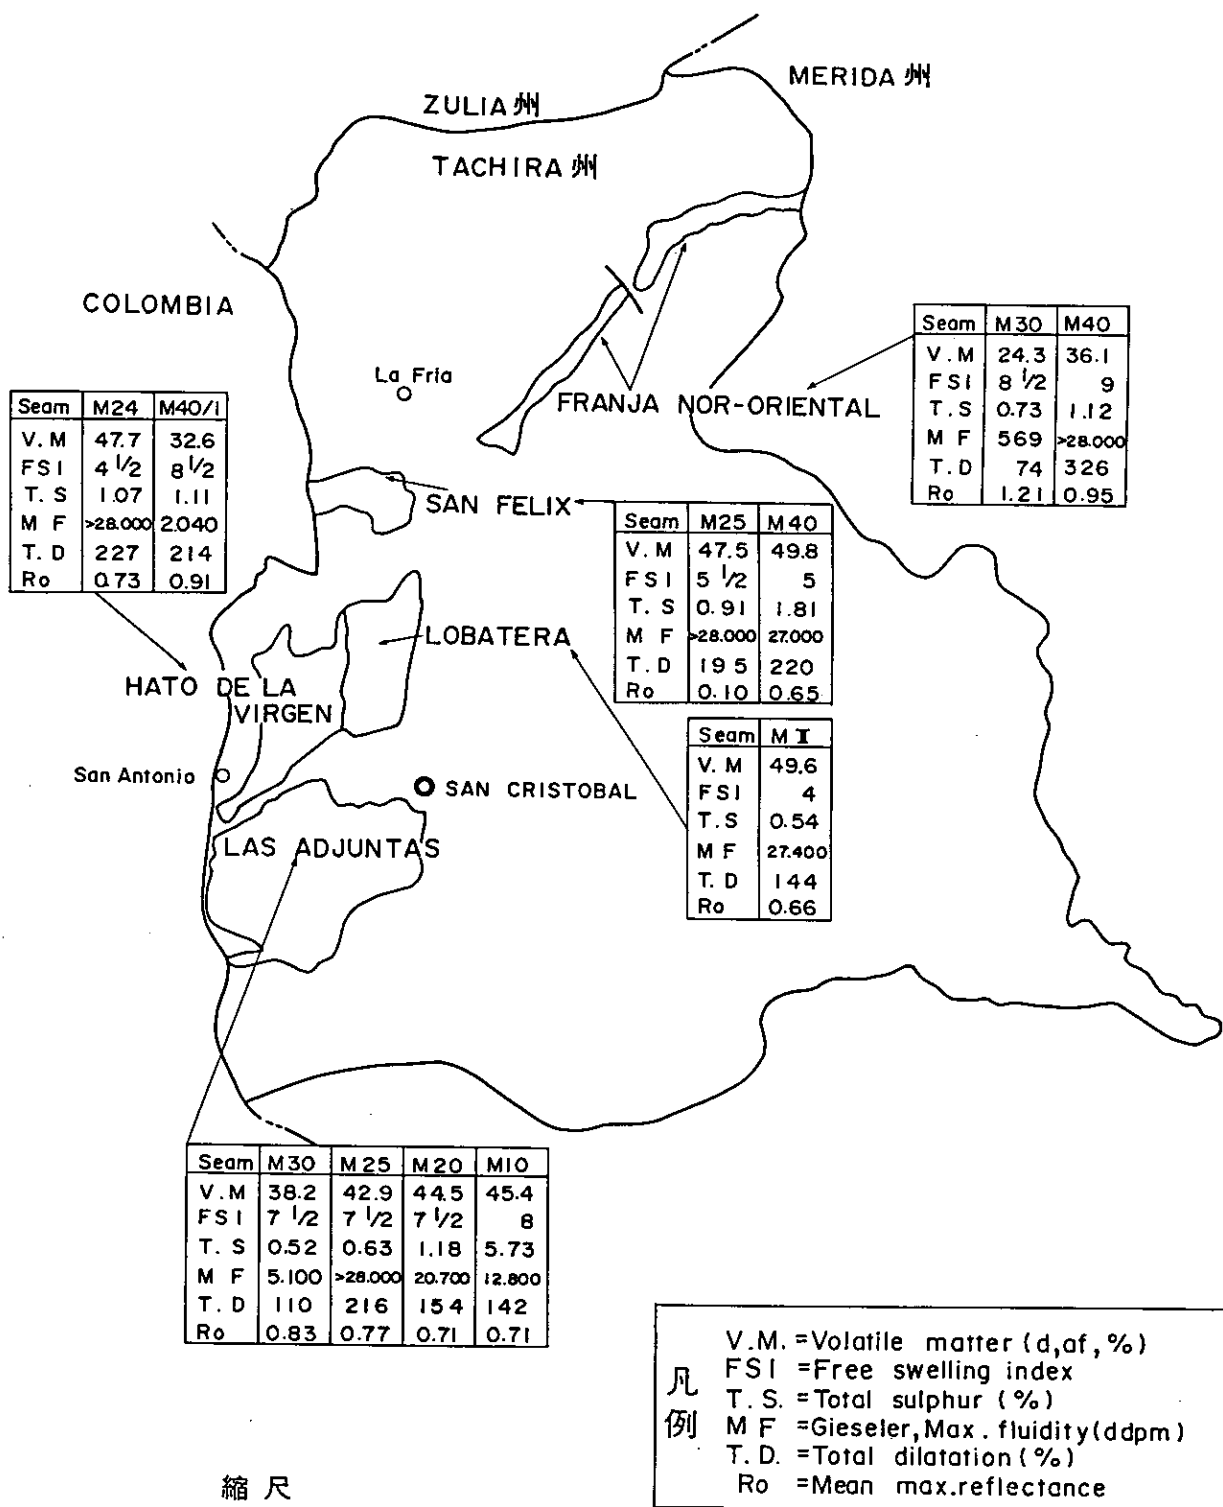 MERIDA 州
ZULIA 州
TACHIRA 州
COLOMBIA
La Fria
FRANJA NOR-ORIENTAL
Seam M30 M40
V.M 24.3 36.1
FSI 8 1/2 9
T.S 0.73 1.12
M F 569 >28.000
T.D 74 326
Ro 1.21 0.95
Seam M24 M40/1
V.M 47.7 32.6
FSI 4 1/2 8 1/2
T.S 1.07 1.11
M F >28.000 2.040
T.D 227 214
Ro 0.73 0.91
SAN FELIX
Seam M25 M40
V.M 47.5 49.8
FSI 5 1/2 5
T.S 0.91 1.81
M F >28.000 27.000
T.D 195 220
Ro 0.10 0.65
LOBATERA
HATO DE LA
VIRGEN
Seam M II
V.M 49.6
FSI 4
T.S 0.54
M F 27.400
T.D 144
Ro 0.66
San Antonio
SAN CRISTOBAL
LAS ADJUNTAS
Seam M30 M25 M20 M10
V.M 38.2 42.9 44.5 45.4
FSI 7 1/2 7 1/2 7 1/2 8
T.S 0.52 0.63 1.18 5.73
M F 5.100 >28.000 20.700 12.800
T.D 110 216 154 142
Ro 0.83 0.77 0.71 0.71
凡例
V.M. =Volatile matter (d,af,%)
FSI =Free swelling index
T.S. =Total sulphur (%)
M F =Gieseler,Max. fluidity(ddpm)
T.D. =Total dilatation (%)
Ro =Mean max.reflectance
縮尺